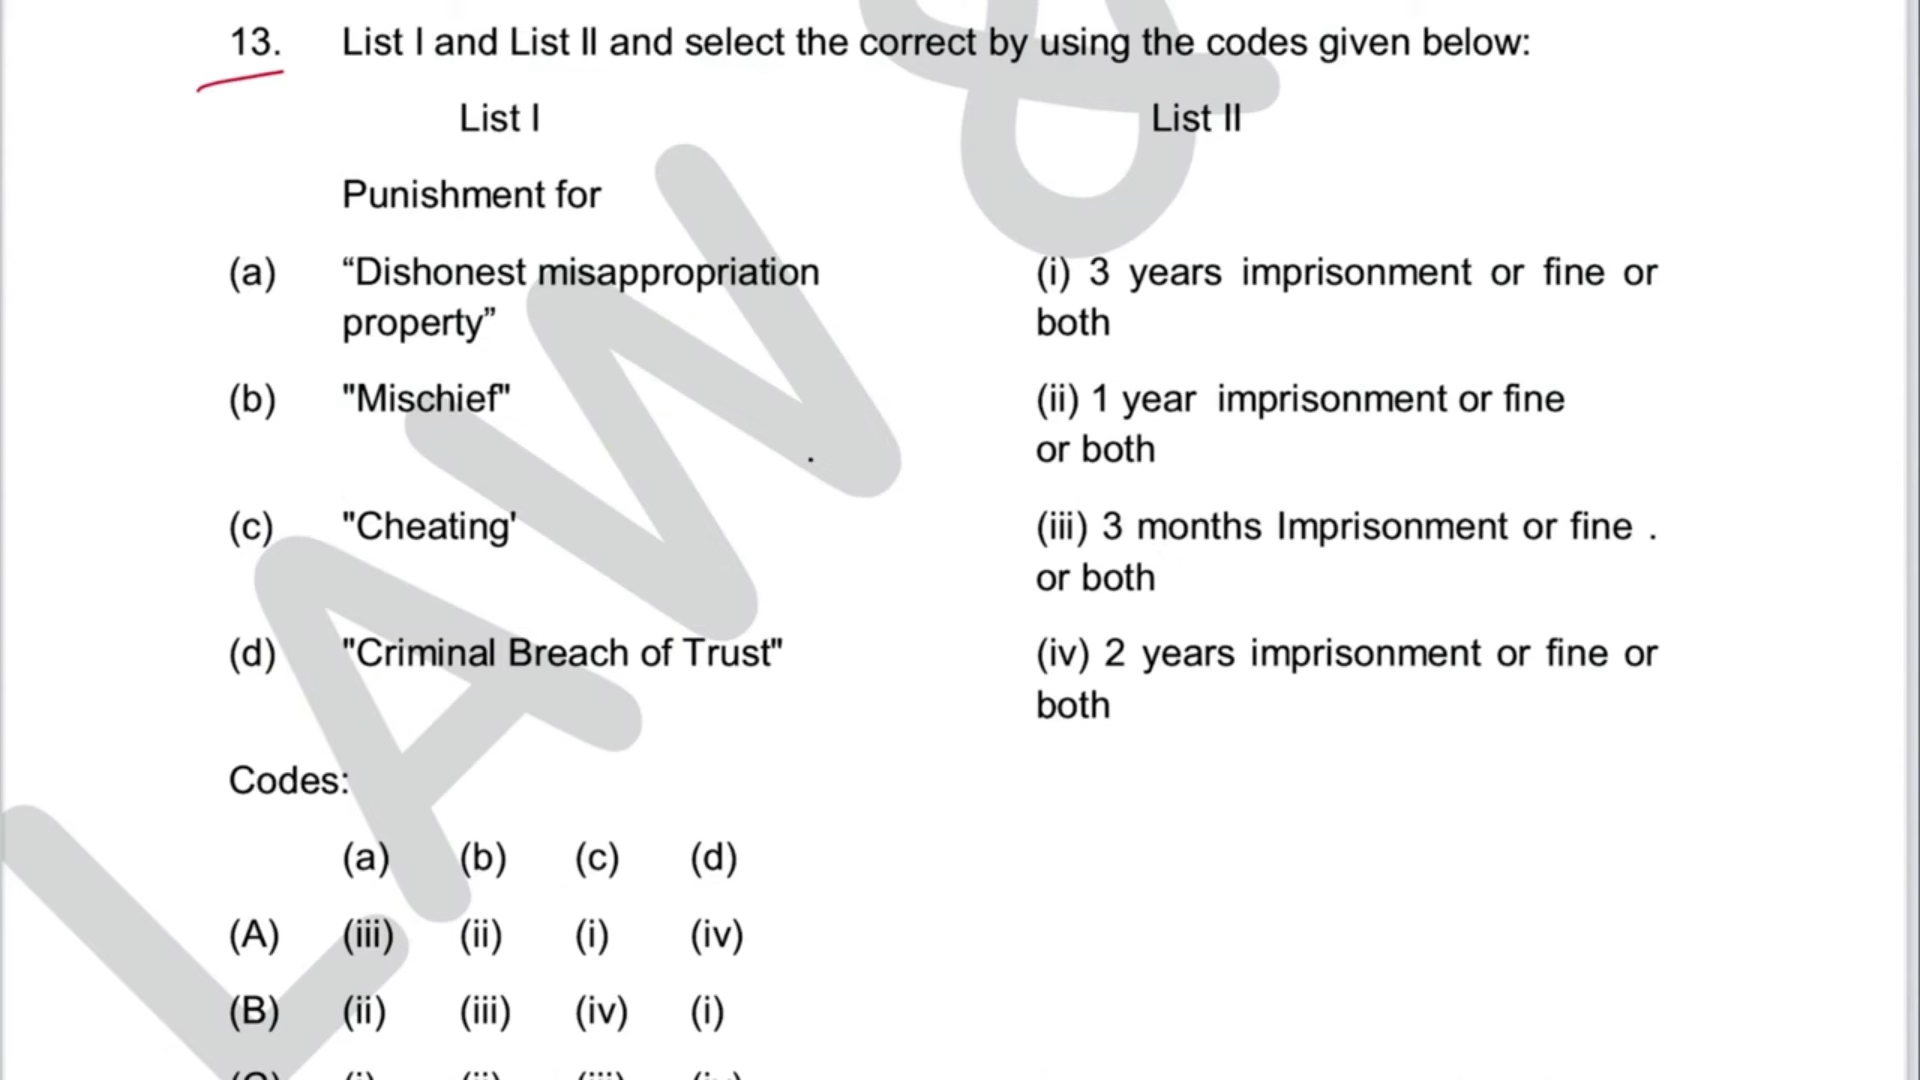 13. List I and List II and select the correct by using the codes given below:
List I List II
Punishment for
(a) “Dishonest misappropriation (i) 3 years imprisonment or fine or
property” both
(b) "Mischief" (ii) 1 year imprisonment or fine
. or both
(c) "Cheating' (iii) 3 months Imprisonment or fine .
or both
(d) "Criminal Breach of Trust" (iv) 2 years imprisonment or fine or
both
Codes:
(a) (b) (c) (d)
(A) (iii) (ii) (i) (iv)
(B) (ii) (iii) (iv) (i)
LAW &